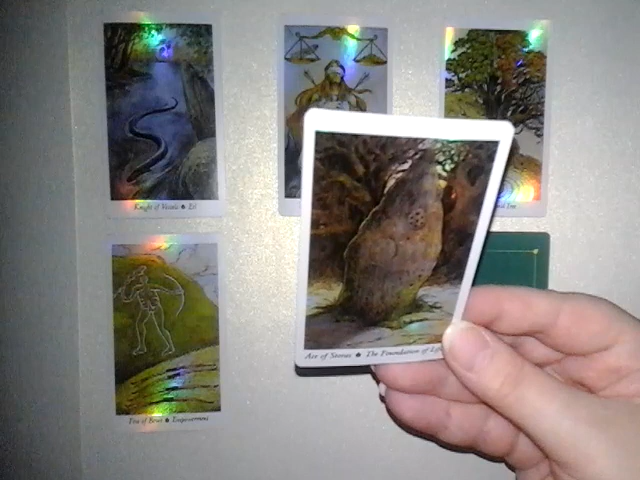 Knight of Vessels ♠ Eel
Ace of Stones ♠ The Foundation of Life
Five of Bows ♠ Empowerment